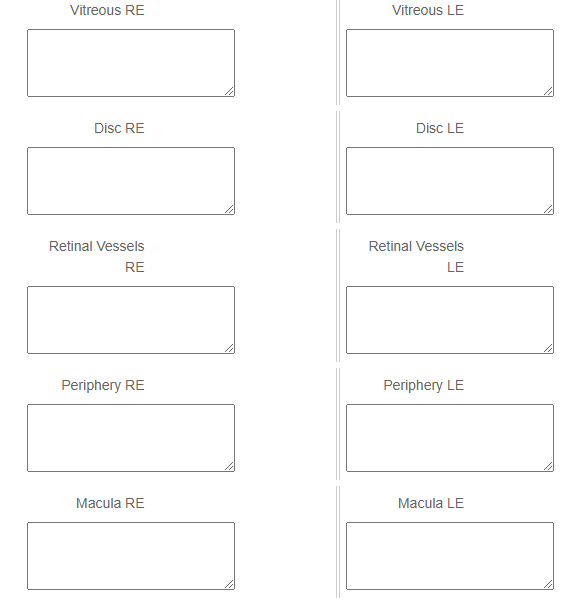 Vitreous RE
Vitreous LE
Disc RE
Disc LE
Retinal Vessels
RE
Retinal Vessels
LE
Periphery RE
Periphery LE
Macula RE
Macula LE